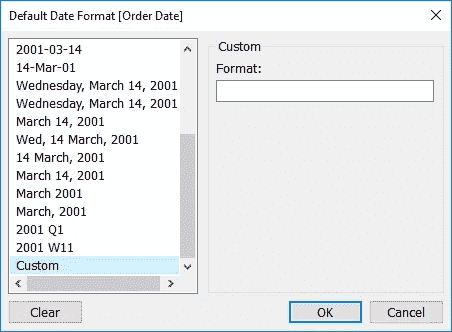 Default Date Format [Order Date]
2001-03-14
14-Mar-01
Wednesday, March 14, 2001
Wednesday, March 14, 2001
March 14, 2001
Wed, 14 March, 2001
14 March, 2001
March 14, 2001
March 2001
March, 2001
2001 Q1
2001 W11
Custom
Custom
Format:
Clear
OK
Cancel